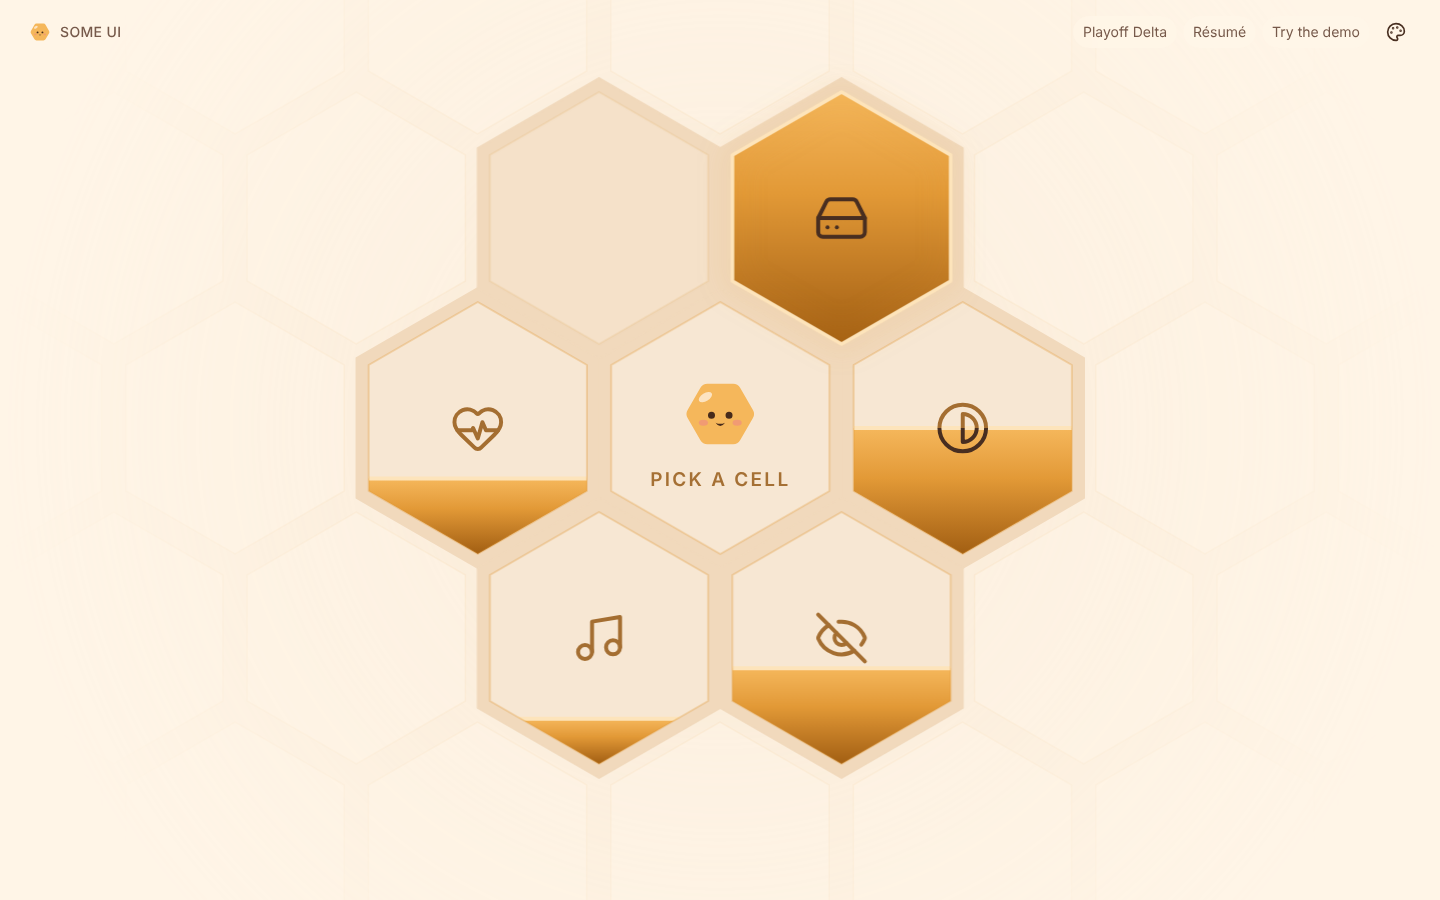 SOME UI
Playoff Delta
Résumé
Try the demo
PICK A CELL